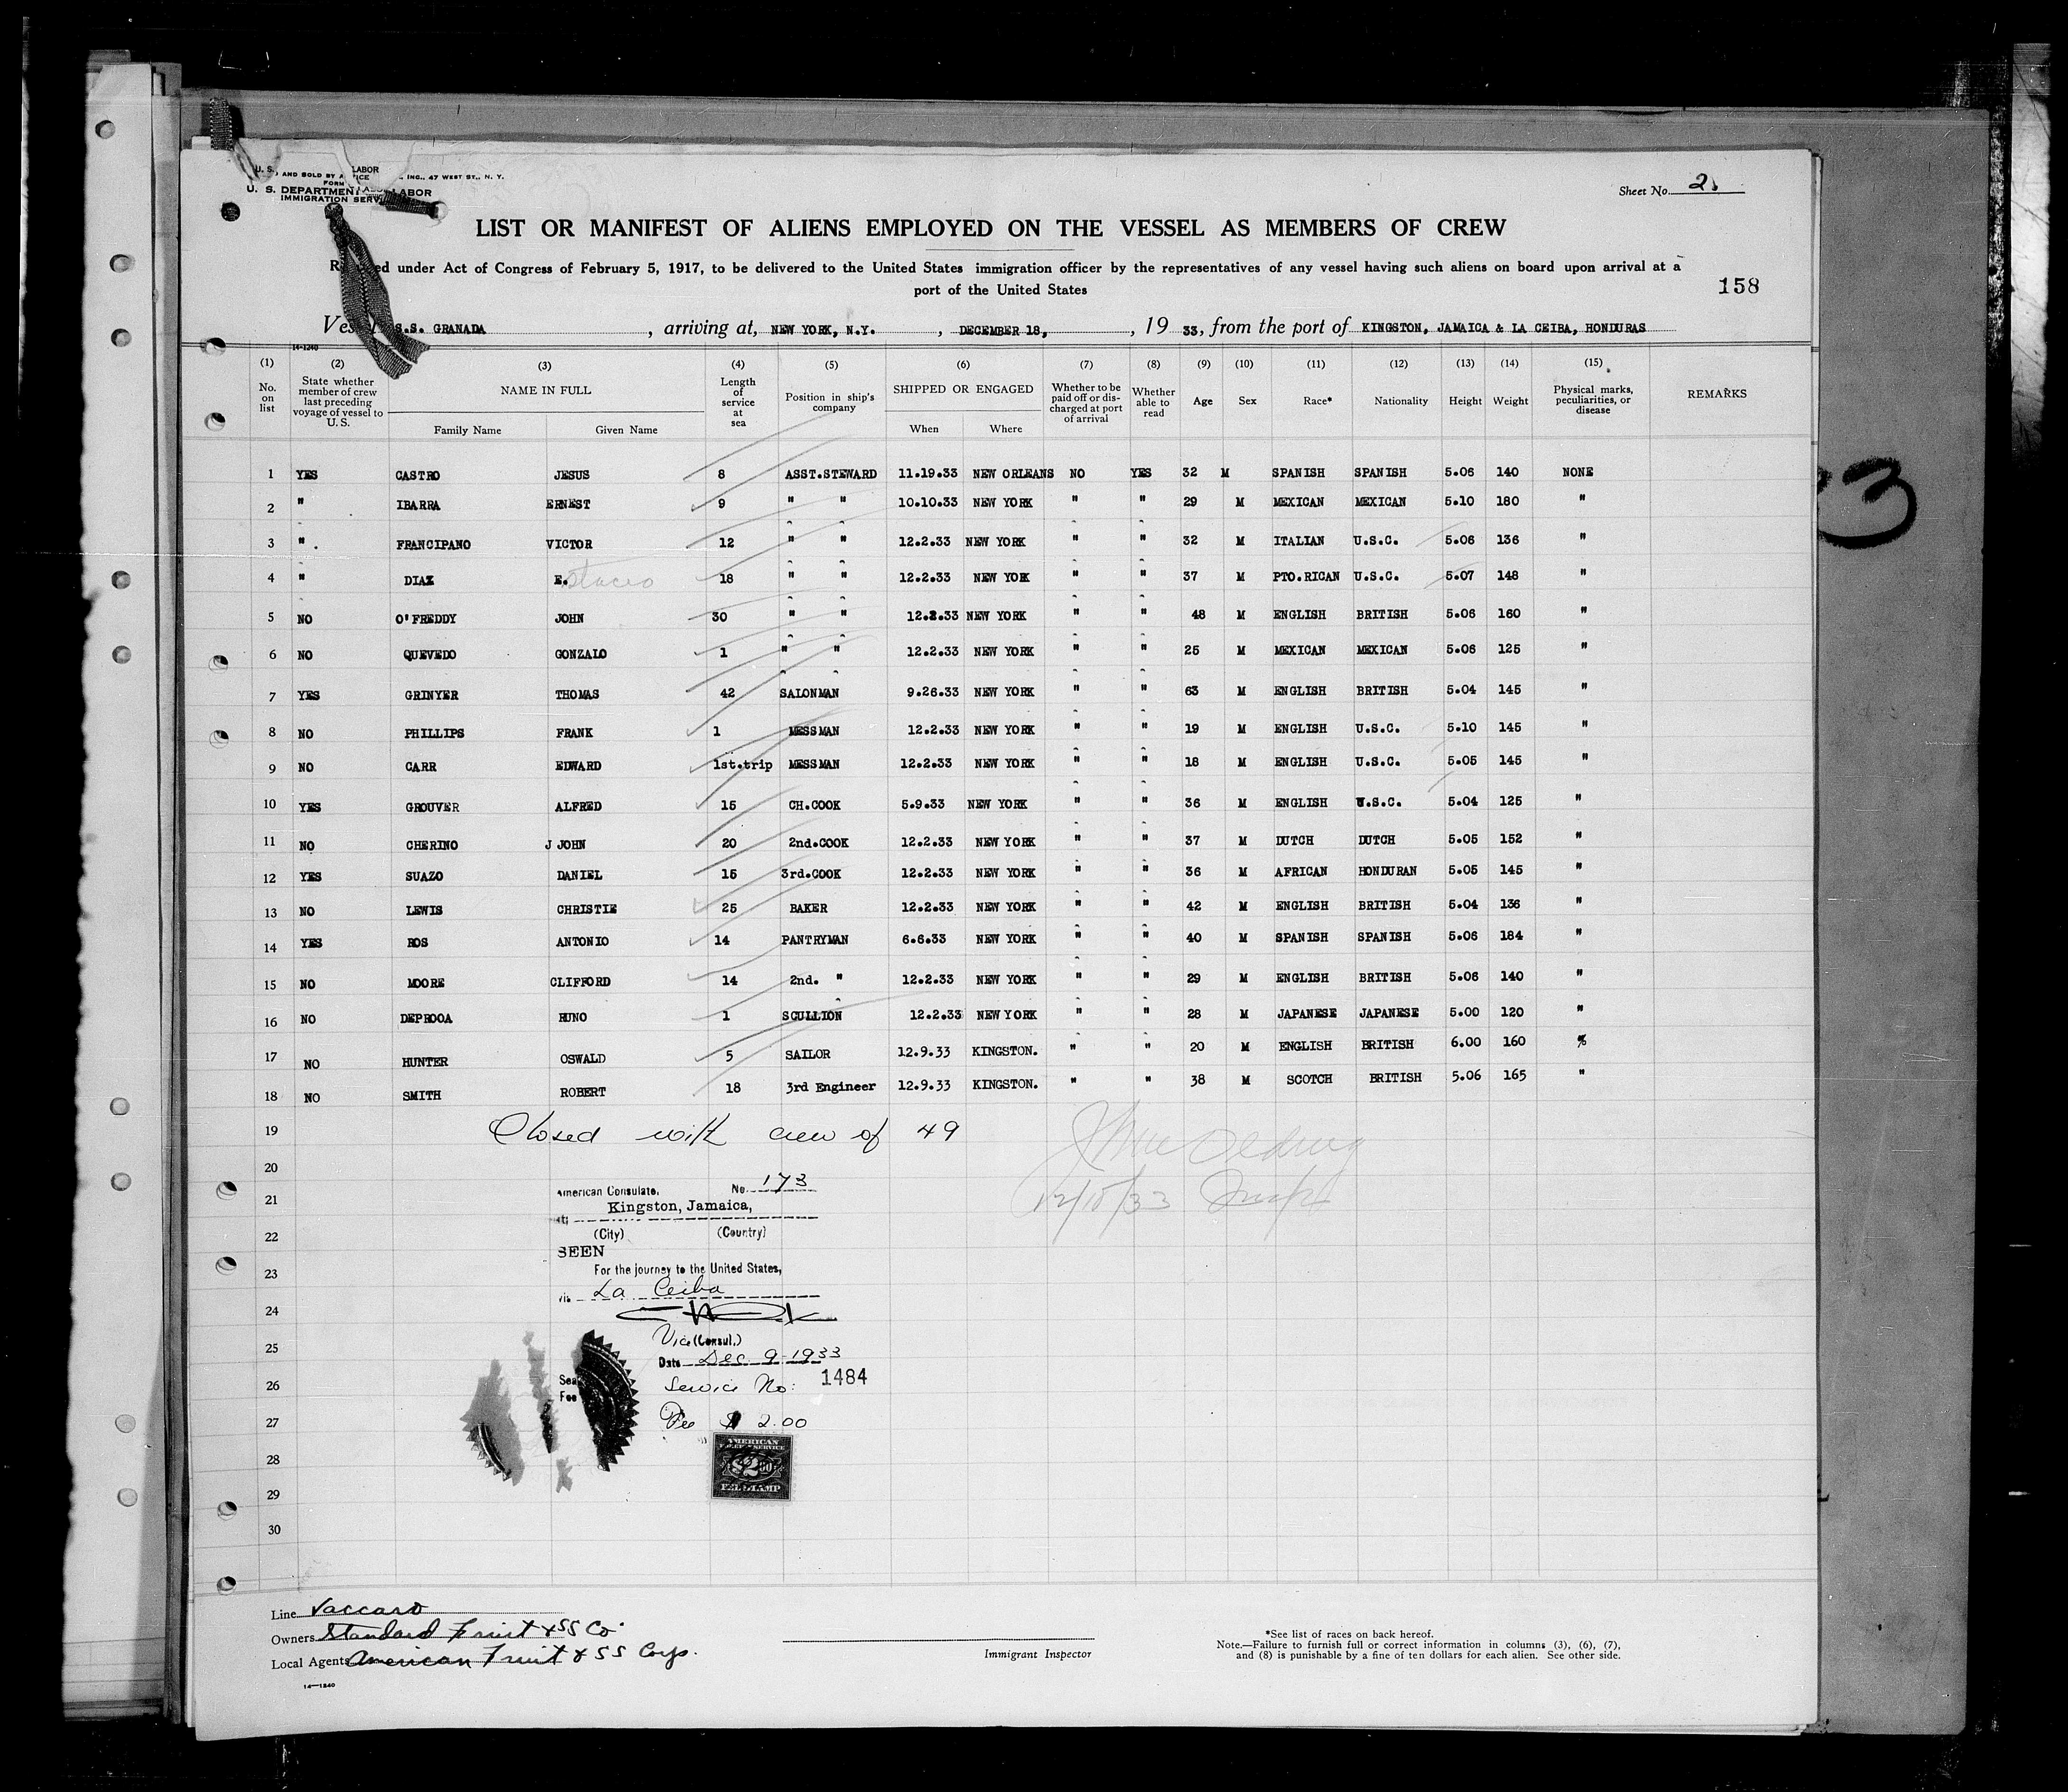 U. S. LABOR
AND SOLD BY A ICE INC., 47 WEST ST., N. Y.
FORM
U. S. DEPARTMENT LABOR
IMMIGRATION SERV
Sheet No. 2.
LIST OR MANIFEST OF ALIENS EMPLOYED ON THE VESSEL AS MEMBERS OF CREW
R ed under Act of Congress of February 5, 1917, to be delivered to the United States immigration officer by the representatives of any vessel having such aliens on board upon arrival at a
port of the United States
158
Vessel S.S. GRANADA , arriving at, NEW YORK, N.Y. , DECEMBER 18, , 19 33, from the port of KINGSTON, JAMAICA & LA CEIBA, HONDURAS
14-1240
(1) (2) (3) (4) (5) (6) (7) (8) (9) (10) (11) (12) (13) (14) (15)
No. on list State whether member of crew last preceding voyage of vessel to U. S. NAME IN FULL Family Name Given Name Length of service at sea Position in ship's company SHIPPED OR ENGAGED When Where Whether to be paid off or discharged at port of arrival Whether able to read Age Sex Race* Nationality Height Weight Physical marks, peculiarities, or disease REMARKS
1 YES CASTRO JESUS 8 ASST.STEWARD 11.19.33 NEW ORLEANS NO YES 32 M SPANISH SPANISH 5.06 140 NONE
2 " IBARRA ERNEST 9 " " 10.10.33 NEW YORK " " 29 M MEXICAN MEXICAN 5.10 180 "
3 " . FRANCIPANO VICTOR 12 " " 12.2.33 NEW YORK " " 32 M ITALIAN U.S.C. 5.06 136 "
4 " DIAZ E.stacio 18 " " 12.2.33 NEW YOK " " 37 M PTO.RICAN U.S.C. 5.07 148 "
5 NO O'FREDDY JOHN 30 " " 12.2.33 NEW YORK " " 48 M ENGLISH BRITISH 5.06 160 "
6 NO QUEVEDO GONZALO 1 " " 12.2.33 NEW YORK " " 25 M MEXICAN MEXICAN 5.06 125 "
7 YES GRINYER THOMAS 42 SALONMAN 9.26.33 NEW YORK " " 63 M ENGLISH BRITISH 5.04 145 "
8 NO PHILLIPS FRANK 1 MESSMAN 12.2.33 NEW YORK " " 19 M ENGLISH U.S.C. 5.10 145 "
9 NO CARR EDWARD 1st.trip MESSMAN 12.2.33 NEW YORK " " 18 M ENGLISH U.S.C. 5.05 145 "
10 YES GROUVER ALFRED 15 CH.COOK 5.9.33 NEW YORK " " 36 M ENGLISH U.S.C. 5.04 125 "
11 NO CHERINO J JOHN 20 2nd.COOK 12.2.33 NEW YORK " " 37 M DUTCH DUTCH 5.05 152 "
12 YES SUAZO DANIEL 15 3rd.COOK 12.2.33 NEW YORK " " 36 M AFRICAN HONDURAN 5.05 145 "
13 NO LEWIS CHRISTIE 25 BAKER 12.2.33 NEW YORK " " 42 M ENGLISH BRITISH 5.04 136 "
14 YES ROS ANTONIO 14 PANTRYMAN 6.6.33 NEW YORK " " 40 M SPANISH SPANISH 5.06 184 "
15 NO MOORE CLIFFORD 14 2nd. " 12.2.33 NEW YORK " " 29 M ENGLISH BRITISH 5.06 140 "
16 NO DEPROOA HUNO 1 SCULLION 12.2.33 NEW YORK " " 28 M JAPANESE JAPANESE 5.00 120 "
17 NO HUNTER OSWALD 5 SAILOR 12.9.33 KINGSTON. " " 20 M ENGLISH BRITISH 6.00 160 "
18 NO SMITH ROBERT 18 3rd Engineer 12.9.33 KINGSTON. " " 38 M SCOTCH BRITISH 5.06 165 "
19 Closed with crew of 49
20
21
22
23
24
25
26
27
28
29
30
American Consulate, No. 173
Kingston, Jamaica,
(City) (Country)
SEEN
For the journey to the United States,
via La Ceiba
Vice (Consul.)
Date Dec. 9-1933
Seal
Service No: 1484
Fee
Fee $ 2.00
AMERICAN
SERVICE
$2.00
FEE STAMP
12/18/33 Insp
Line Vaccaro
Owners Standard Fruit & SS Co.
Local Agents American Fruit & SS Corp.
14-1240
Immigrant Inspector
*See list of races on back hereof.
Note.—Failure to furnish full or correct information in columns (3), (6), (7),
and (8) is punishable by a fine of ten dollars for each alien. See other side.
3